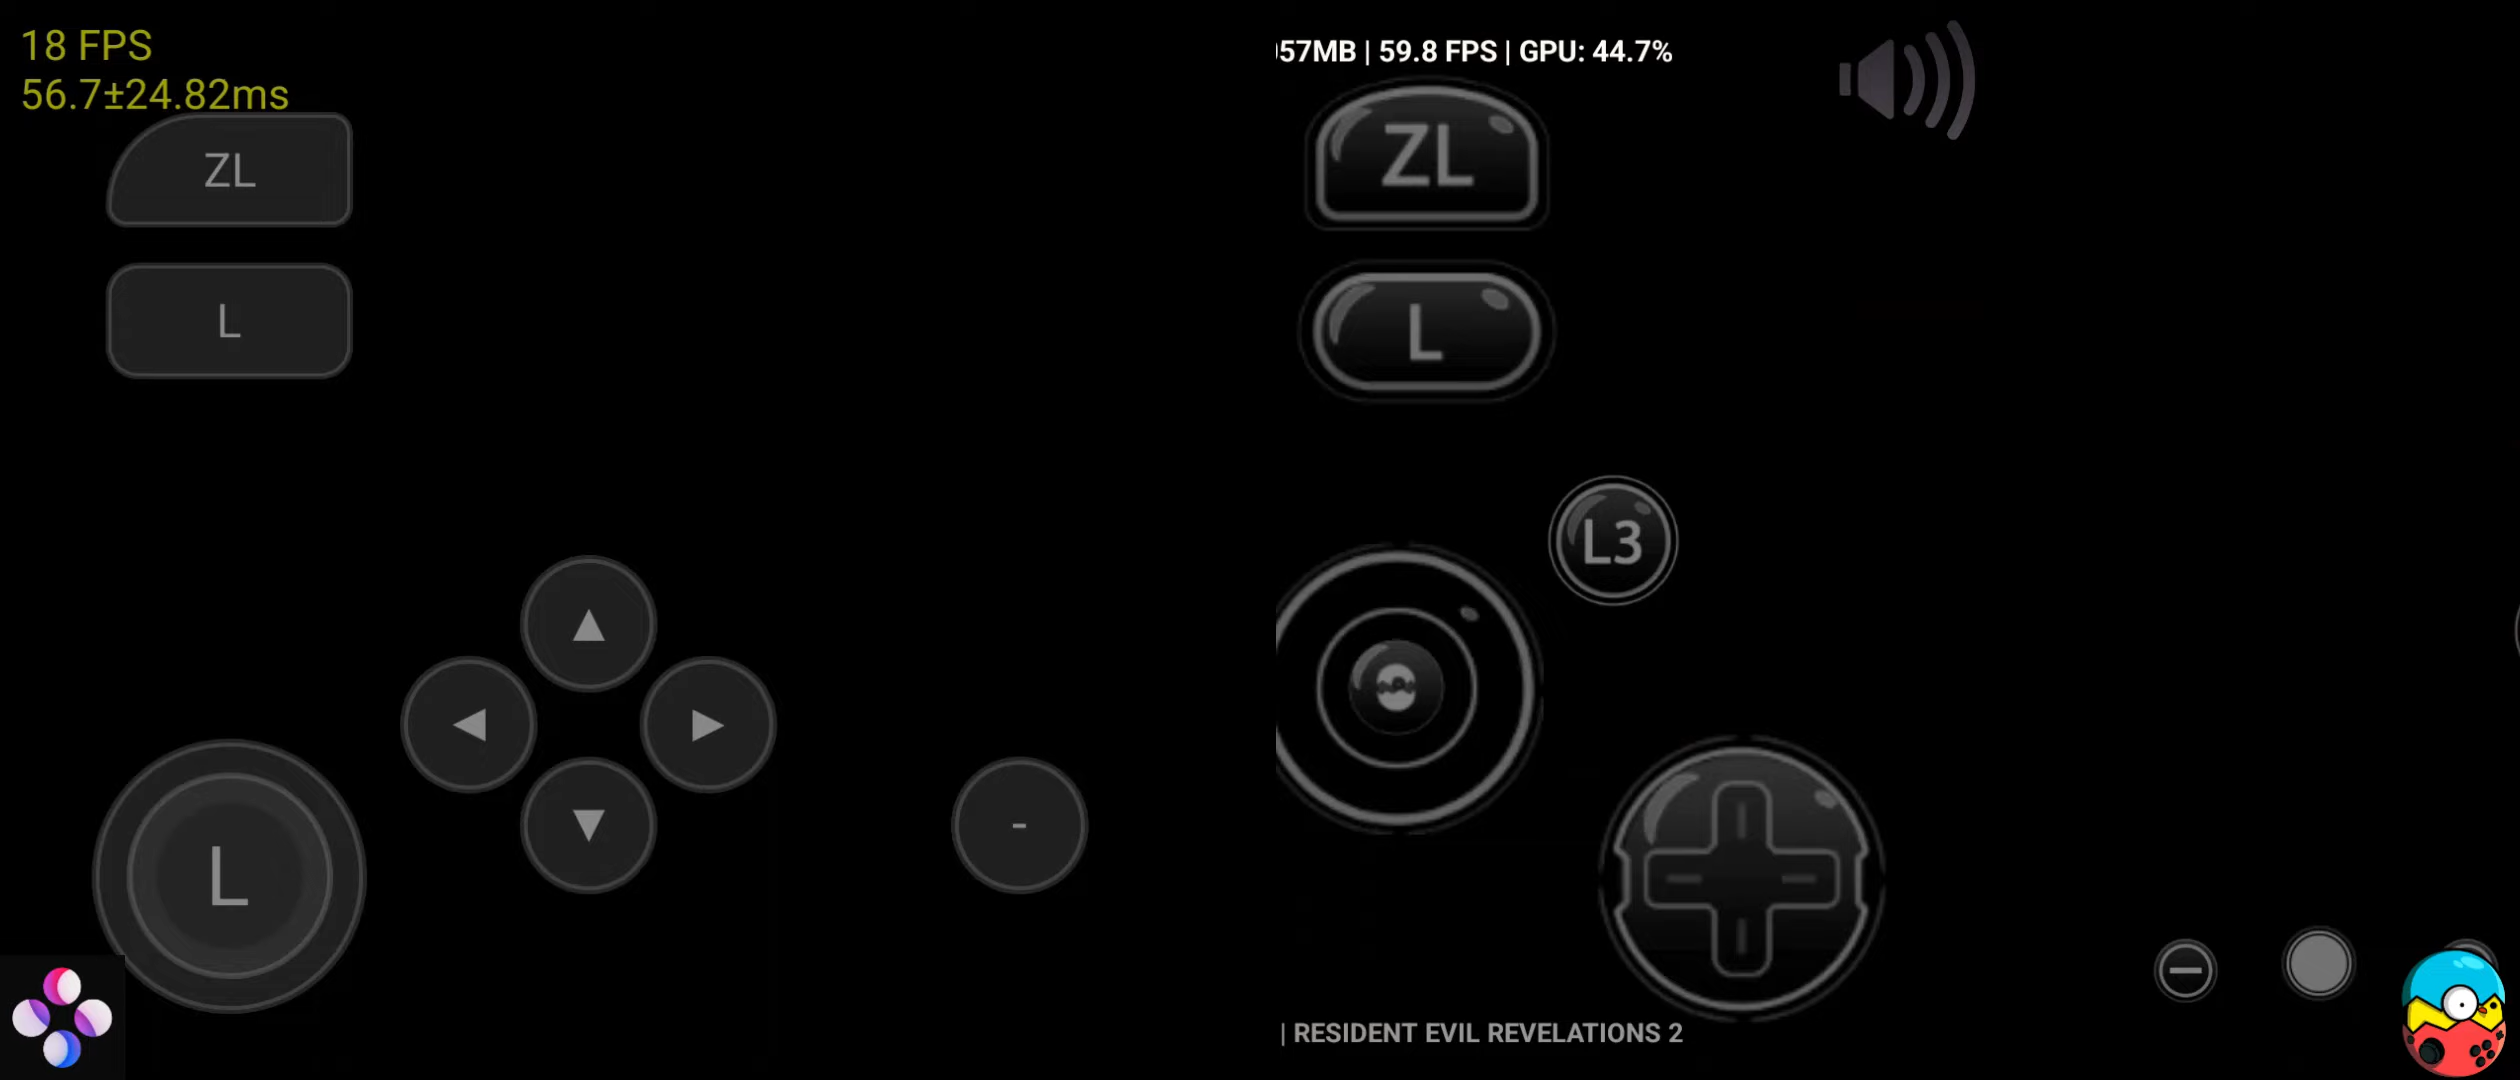 18 FPS
56.7±24.82ms
ZL
L
L
-
57MB | 59.8 FPS | GPU: 44.7%
ZL
L
L3
| RESIDENT EVIL REVELATIONS 2